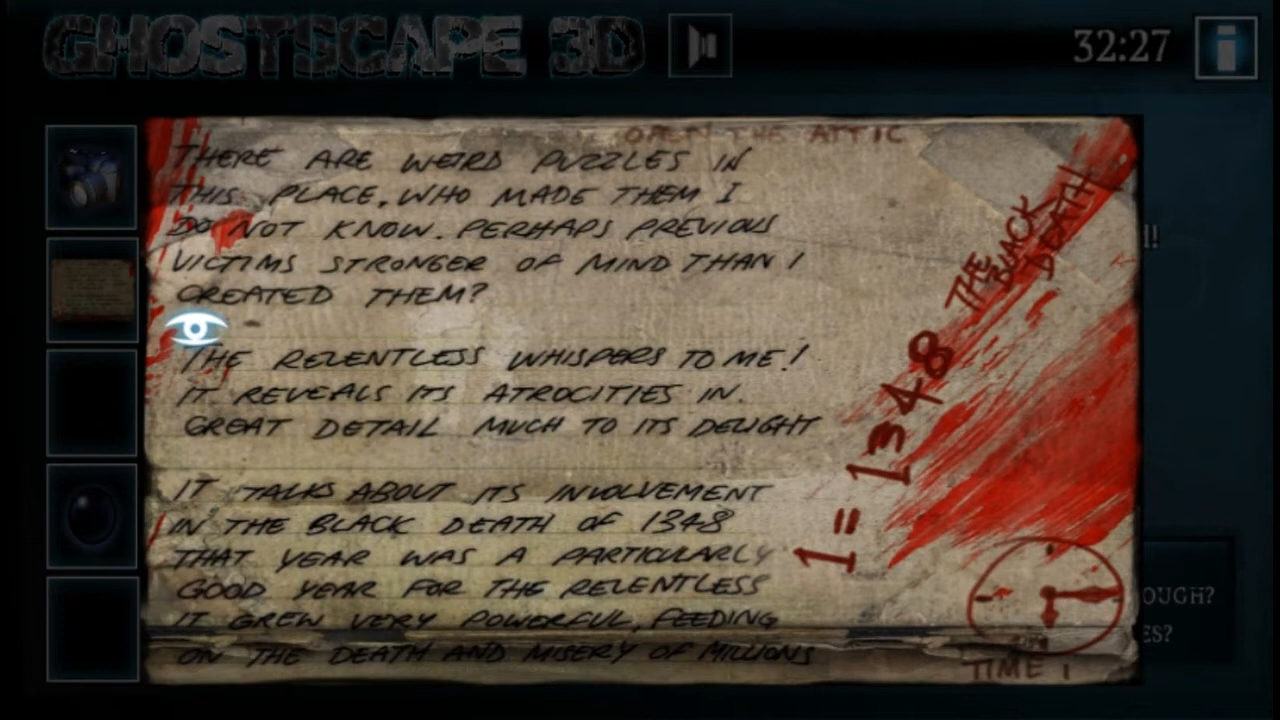 GHOSTSCAPE 3D
32:27
OPEN THE ATTIC
THERE ARE WEIRD PUZZLES IN
THIS PLACE, WHO MADE THEM I
DO NOT KNOW. PERHAPS PREVIOUS
VICTIMS STRONGER OF MIND THAN I
CREATED THEM?
THE RELENTLESS WHISPERS TO ME!
IT REVEALS ITS ATROCITIES IN.
GREAT DETAIL MUCH TO ITS DELIGHT
IT TALKS ABOUT ITS INVOLVEMENT
IN THE BLACK DEATH OF 1348
THAT YEAR WAS A PARTICULARLY
GOOD YEAR FOR THE RELENTLESS
IT GREW VERY POWERFUL, FEEDING
ON THE DEATH AND MISERY OF MILLIONS
1 = 1348 THE
BLACK
DEATH
TIME 1
OUGH?
ES?